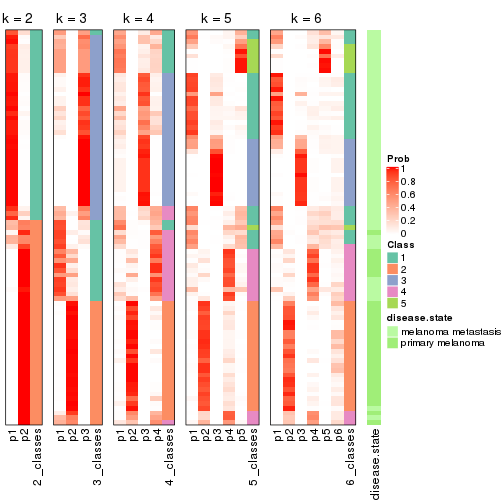 k = 2 k = 3 k = 4 k = 5 k = 6
Prob
1
0.8
0.6
0.4
0.2
0
Class
1
2
3
4
5
disease.state
melanoma metastasis
primary melanoma
p1 p2 2_classes p1 p2 p3 3_classes p1 p2 p3 p4 4_classes p1 p2 p3 p4 p5 5_classes p1 p2 p3 p4 p5 p6 6_classes disease.state